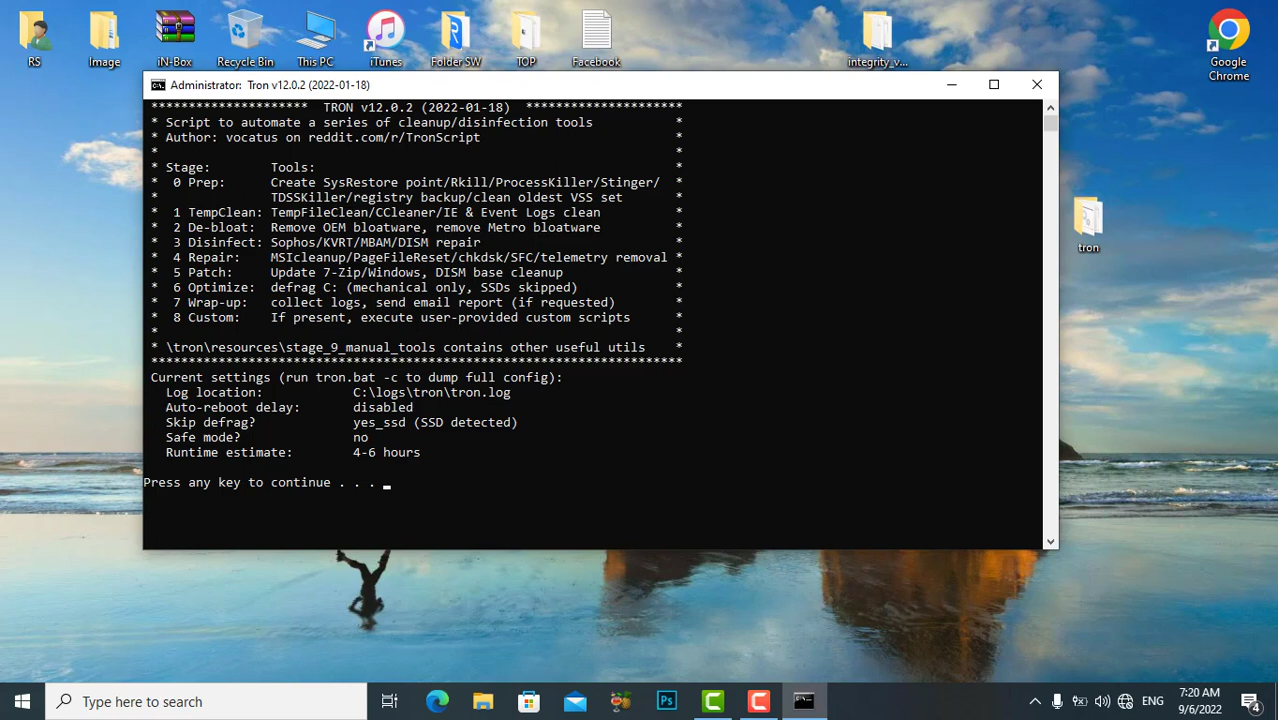 RS
Image
iN-Box
Recycle Bin
This PC
iTunes
Folder SW
TOP
Facebook
integrity_v...
Google
Chrome
Administrator:  Tron v12.0.2 (2022-01-18)
*********************  TRON v12.0.2 (2022-01-18)  *********************
* Script to automate a series of cleanup/disinfection tools           *
* Author: vocatus on reddit.com/r/TronScript                          *
*                                                                     *
* Stage:        Tools:                                                *
*  0 Prep:      Create SysRestore point/Rkill/ProcessKiller/Stinger/  *
*               TDSSKiller/registry backup/clean oldest VSS set       *
*  1 TempClean: TempFileClean/CCleaner/IE & Event Logs clean          *
*  2 De-bloat:  Remove OEM bloatware, remove Metro bloatware          *
*  3 Disinfect: Sophos/KVRT/MBAM/DISM repair                          *
*  4 Repair:    MSIcleanup/PageFileReset/chkdsk/SFC/telemetry removal *
*  5 Patch:     Update 7-Zip/Windows, DISM base cleanup               *
*  6 Optimize:  defrag C: (mechanical only, SSDs skipped)             *
*  7 Wrap-up:   collect logs, send email report (if requested)        *
*  8 Custom:    If present, execute user-provided custom scripts      *
*                                                                     *
* \tron\resources\stage_9_manual_tools contains other useful utils    *
***********************************************************************
Current settings (run tron.bat -c to dump full config):
Log location:            C:\logs\tron\tron.log
Auto-reboot delay:       disabled
Skip defrag?             yes_ssd (SSD detected)
Safe mode?               no
Runtime estimate:        4-6 hours
Press any key to continue . . .
tron
Type here to search
Ps
ENG
7:20 AM
9/6/2022
4